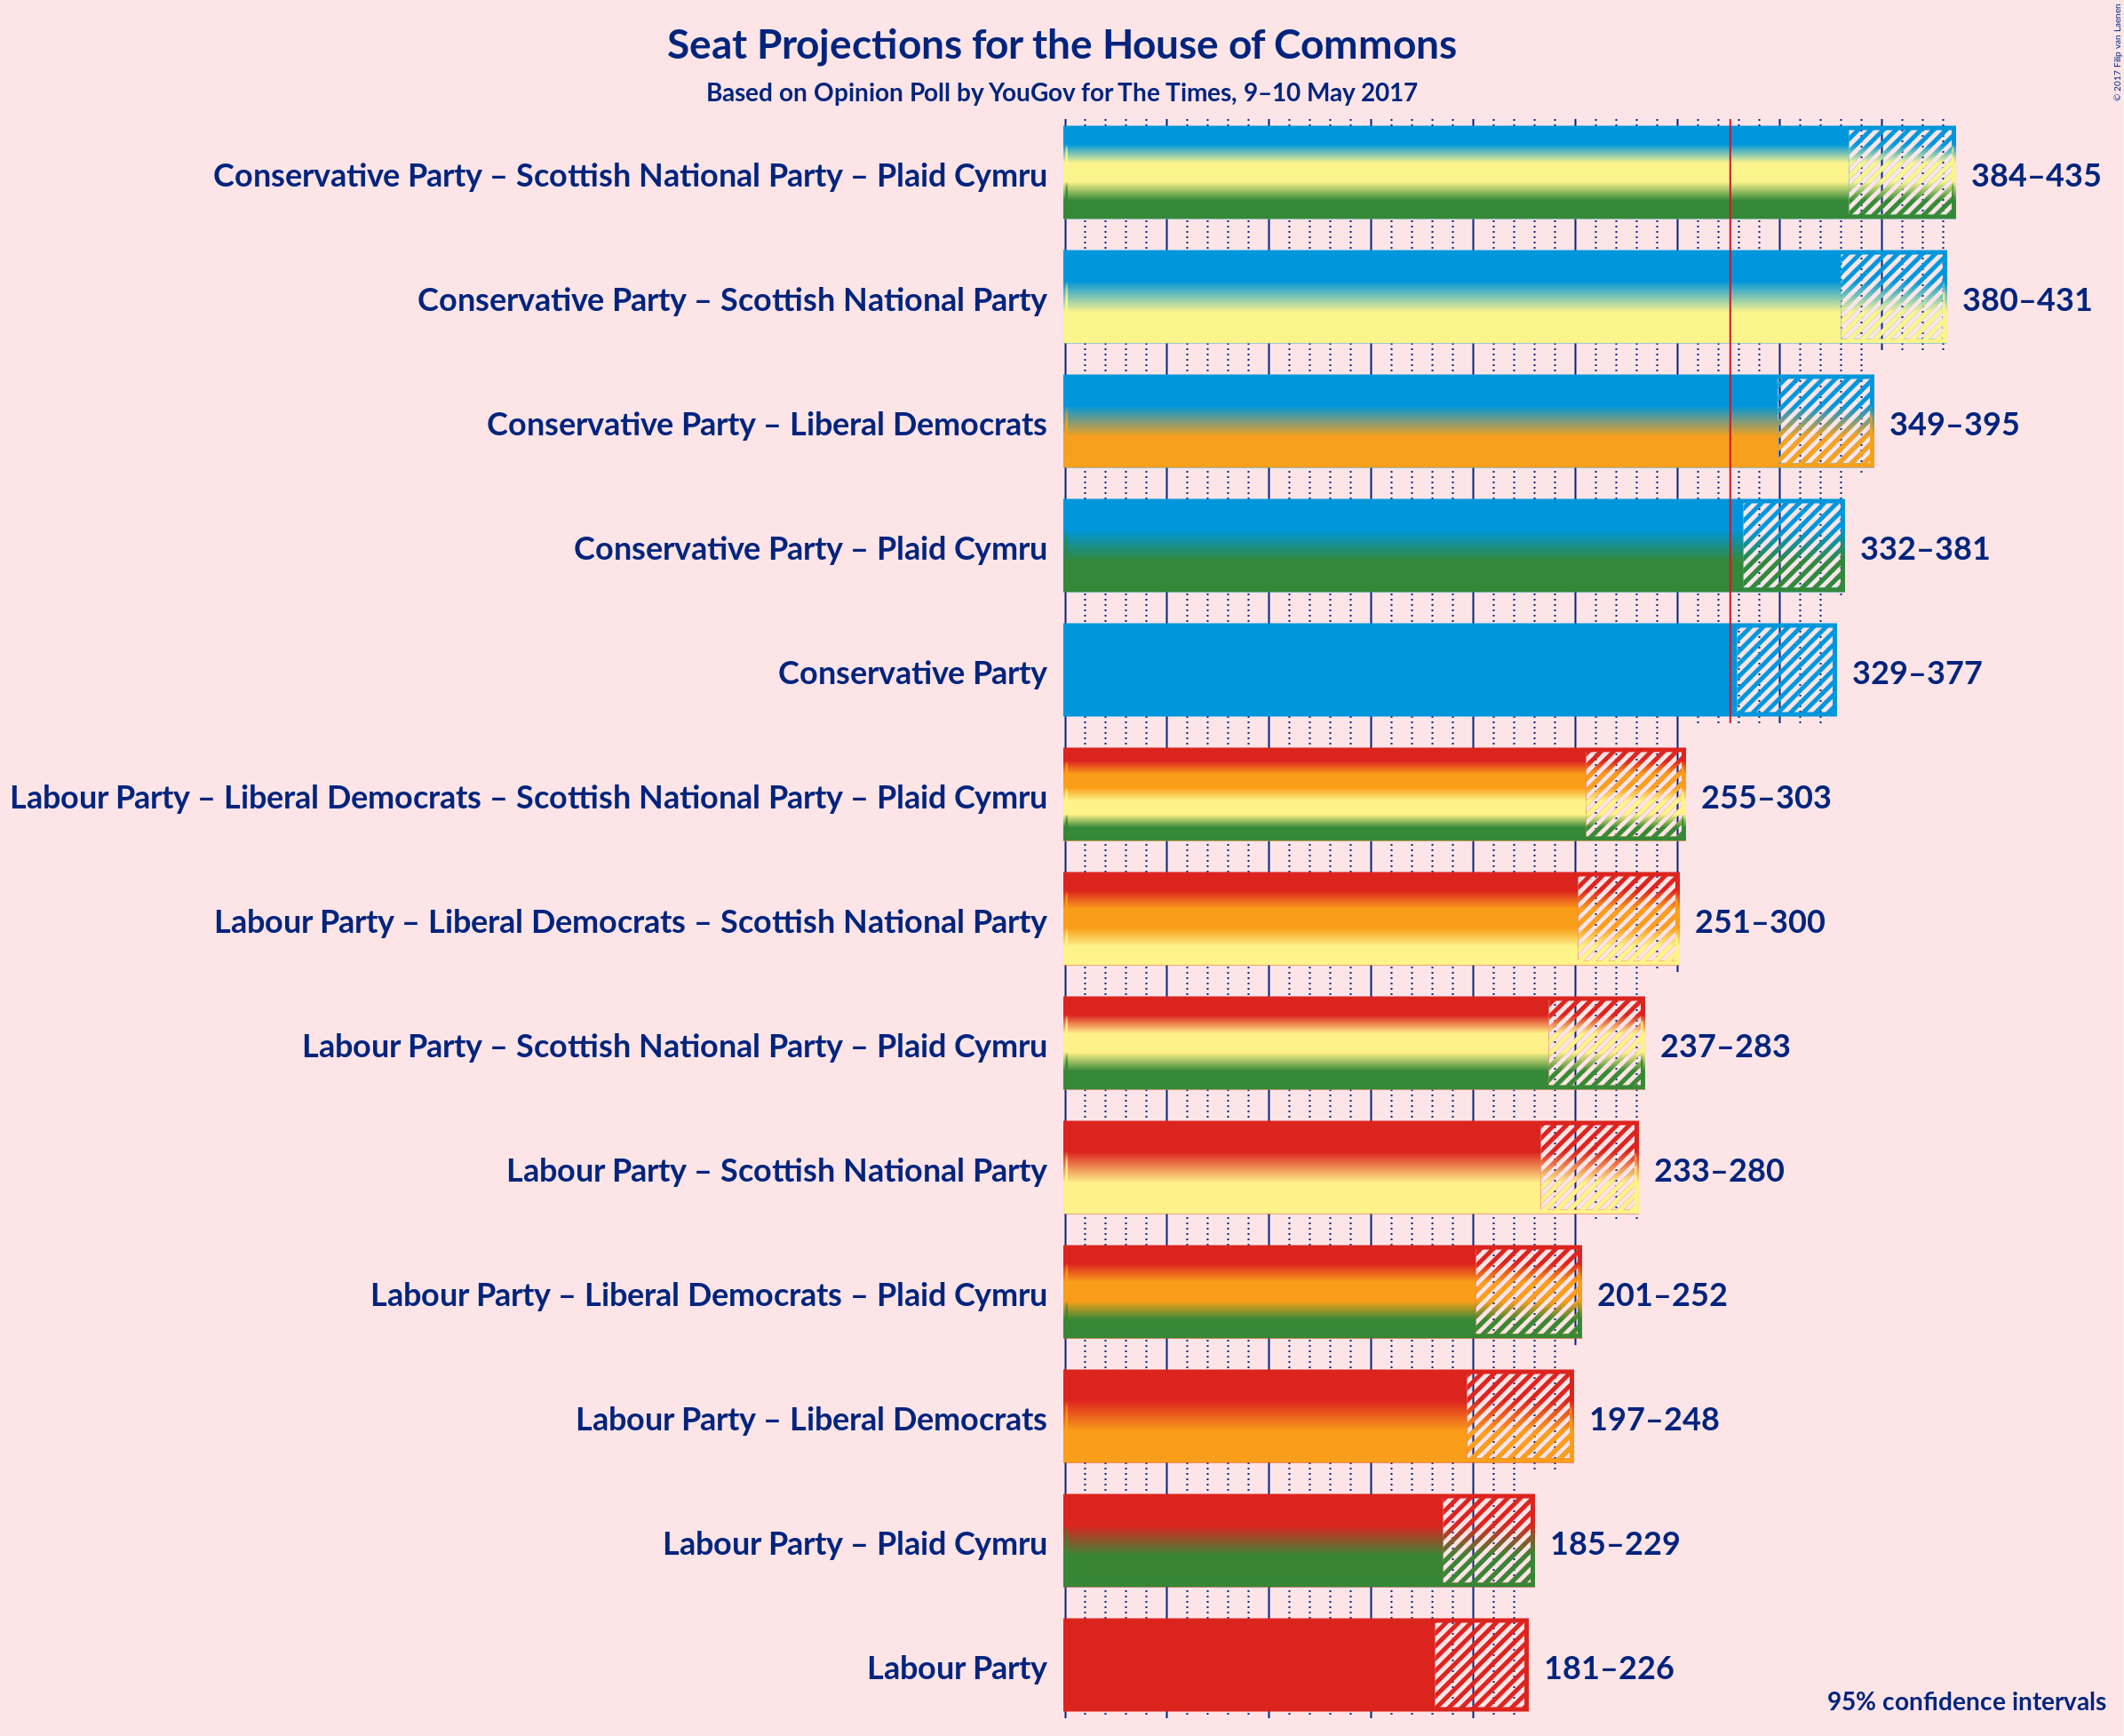 Seat Projections for the House of Commons
Based on Opinion Poll by YouGov for The Times, 9–10 May 2017
© 2017 Filip van Laenen
Conservative Party – Scottish National Party – Plaid Cymru 384–435
Conservative Party – Scottish National Party 380–431
Conservative Party – Liberal Democrats 349–395
Conservative Party – Plaid Cymru 332–381
Conservative Party 329–377
Labour Party – Liberal Democrats – Scottish National Party – Plaid Cymru 255–303
Labour Party – Liberal Democrats – Scottish National Party 251–300
Labour Party – Scottish National Party – Plaid Cymru 237–283
Labour Party – Scottish National Party 233–280
Labour Party – Liberal Democrats – Plaid Cymru 201–252
Labour Party – Liberal Democrats 197–248
Labour Party – Plaid Cymru 185–229
Labour Party 181–226
95% confidence intervals